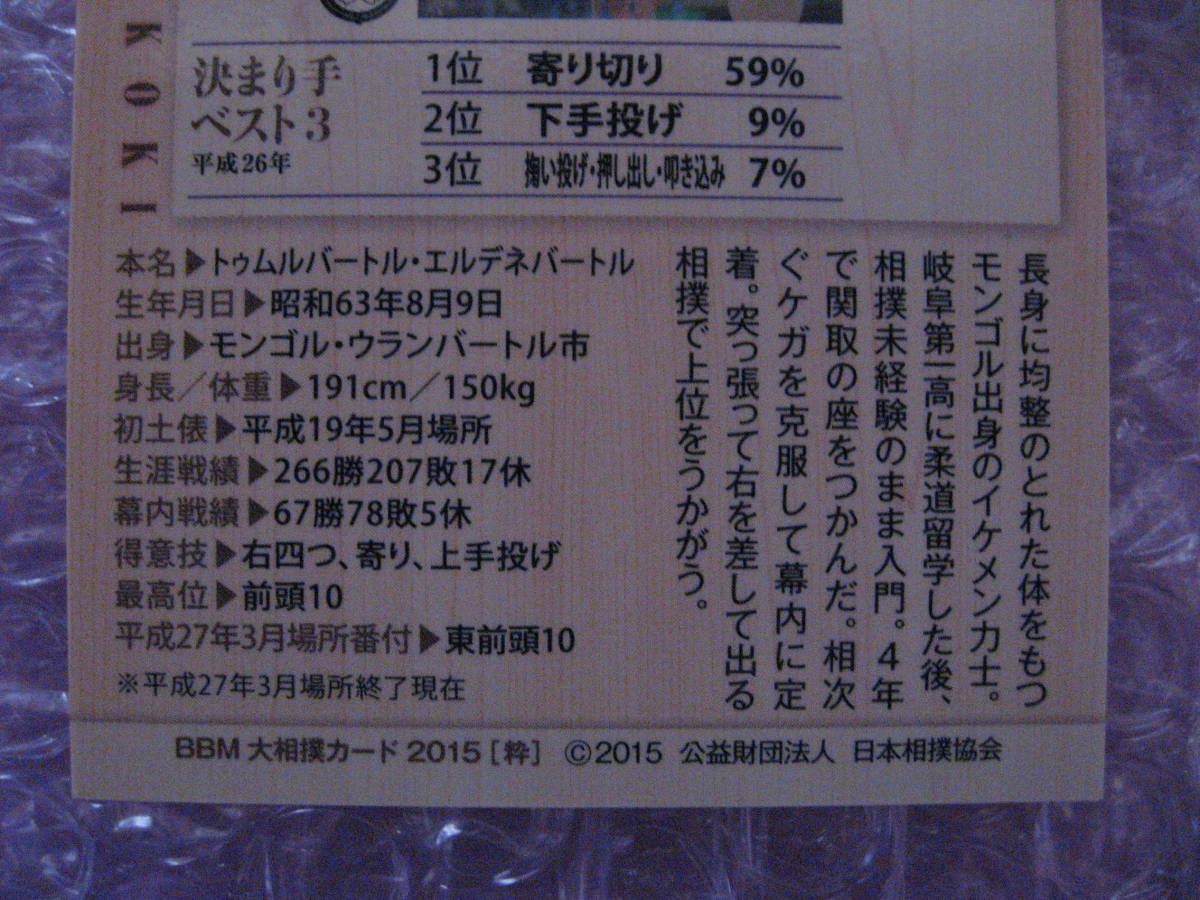 KOKI
決まり手
ベスト3
平成26年
1位 寄り切り 59%
2位 下手投げ 9%
3位 掬い投げ・押し出し・叩き込み 7%
本名▶トゥムルバートル・エルデネバートル
生年月日▶昭和63年8月9日
出身▶モンゴル・ウランバートル市
身長／体重▶191cm／150kg
初土俵▶平成19年5月場所
生涯戦績▶266勝207敗17休
幕内戦績▶67勝78敗5休
得意技▶右四つ、寄り、上手投げ
最高位▶前頭10
平成27年3月場所番付▶東前頭10
※平成27年3月場所終了現在
長身に均整のとれた体をもつ
モンゴル出身のイケメン力士。
岐阜第一高に柔道留学した後、
相撲未経験のまま入門。4年
で関取の座をつかんだ。相次
ぐケガを克服して幕内に定
着。突っ張って右を差して出る
相撲で上位をうかがう。
BBM 大相撲カード 2015［粋］ ©2015 公益財団法人 日本相撲協会